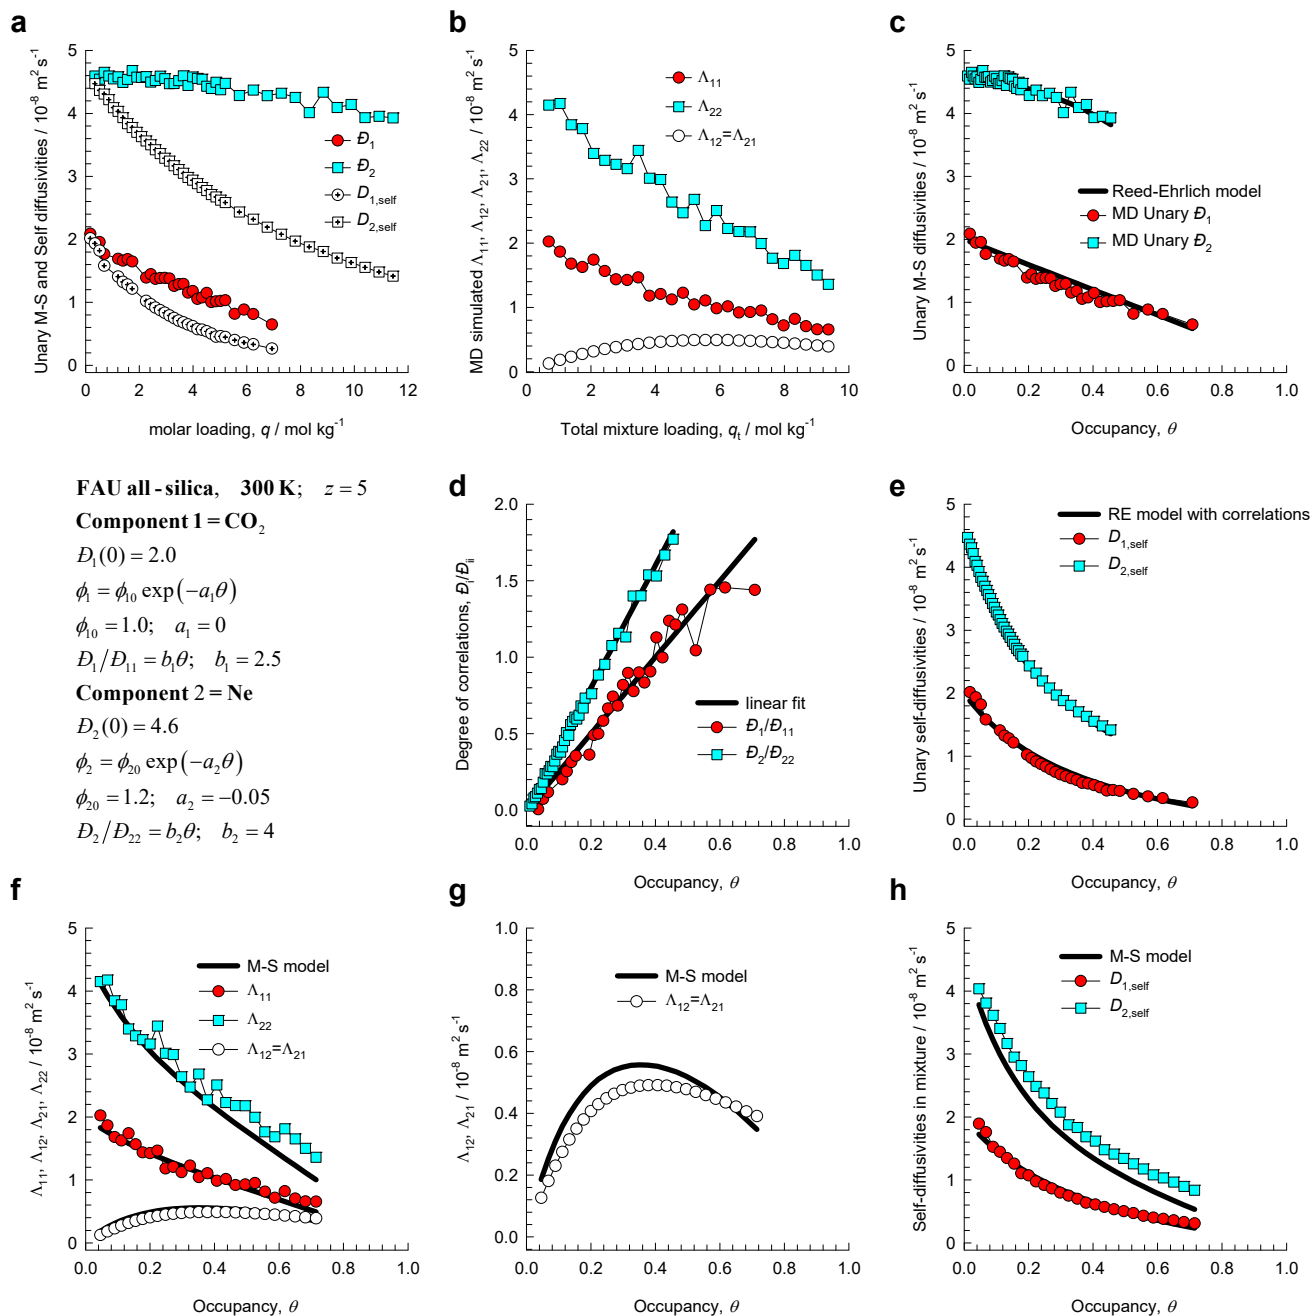 a
Unary M-S and Self diffusivities / 10⁻⁸ m² s⁻¹
5
4
3
2
1
0
Đ₁
Đ₂
D₁,self
D₂,self
0 2 4 6 8 10 12
molar loading, q / mol kg⁻¹
b
MD simulated Λ₁₁, Λ₁₂, Λ₂₁, Λ₂₂ / 10⁻⁸ m² s⁻¹
5
4
3
2
1
0
Λ₁₁
Λ₂₂
Λ₁₂=Λ₂₁
0 2 4 6 8 10
Total mixture loading, qₜ / mol kg⁻¹
c
Unary M-S diffusivities / 10⁻⁸ m² s⁻¹
5
4
3
2
1
0
Reed-Ehrlich model
MD Unary Đ₁
MD Unary Đ₂
0.0 0.2 0.4 0.6 0.8 1.0
Occupancy, θ
FAU all - silica, 300 K; z = 5
Component 1 = CO₂
Đ₁(0) = 2.0
ϕ₁ = ϕ₁₀ exp(−a₁θ)
ϕ₁₀ = 1.0; a₁ = 0
Đ₁/Đ₁₁ = b₁θ; b₁ = 2.5
Component 2 = Ne
Đ₂(0) = 4.6
ϕ₂ = ϕ₂₀ exp(−a₂θ)
ϕ₂₀ = 1.2; a₂ = −0.05
Đ₂/Đ₂₂ = b₂θ; b₂ = 4
d
Degree of correlations, Đᵢ/Đᵢᵢ
2.0
1.5
1.0
0.5
0.0
linear fit
Đ₁/Đ₁₁
Đ₂/Đ₂₂
0.0 0.2 0.4 0.6 0.8 1.0
Occupancy, θ
e
Unary self-diffusivities / 10⁻⁸ m² s⁻¹
5
4
3
2
1
0
RE model with correlations
D₁,self
D₂,self
0.0 0.2 0.4 0.6 0.8 1.0
Occupancy, θ
f
Λ₁₁, Λ₁₂, Λ₂₁, Λ₂₂ / 10⁻⁸ m² s⁻¹
5
4
3
2
1
0
M-S model
Λ₁₁
Λ₂₂
Λ₁₂=Λ₂₁
0.0 0.2 0.4 0.6 0.8 1.0
Occupancy, θ
g
Λ₁₂, Λ₂₁ / 10⁻⁸ m² s⁻¹
1.0
0.8
0.6
0.4
0.2
0.0
M-S model
Λ₁₂=Λ₂₁
0.0 0.2 0.4 0.6 0.8 1.0
Occupancy, θ
h
Self-diffusivities in mixture / 10⁻⁸ m² s⁻¹
5
4
3
2
1
0
M-S model
D₁,self
D₂,self
0.0 0.2 0.4 0.6 0.8 1.0
Occupancy, θ